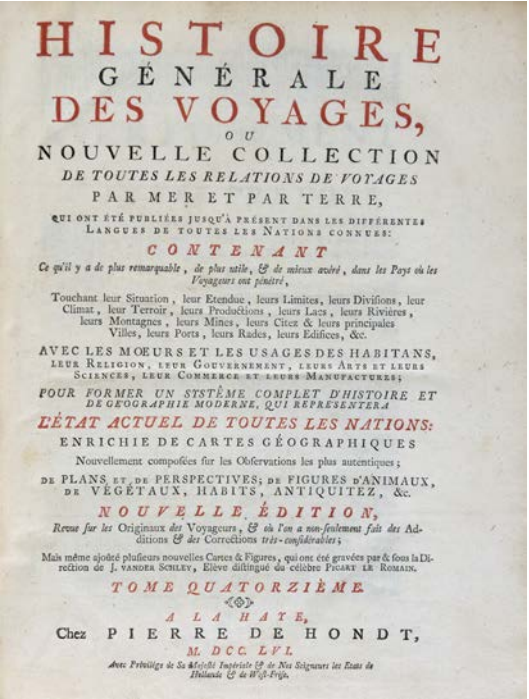 HISTOIRE
GÉNÉRALE
DES VOYAGES,
OU
NOUVELLE COLLECTION
DE TOUTES LES RELATIONS DE VOYAGES
PAR MER ET PAR TERRE,
QUI ONT ÉTÉ PUBLIÉES JUSQU'À PRÉSENT DANS LES DIFFÉRENTES
LANGUES DE TOUTES LES NATIONS CONNUES:
CONTENANT
Ce qu'il y a de plus remarquable, de plus utile, & de mieux avéré, dans les Pays où les
Voyageurs ont pénétré,
Touchant leur Situation, leur Etendue, leurs Limites, leurs Divisions, leur
Climat, leur Terroir, leurs Productions, leurs Lacs, leurs Rivières,
leurs Montagnes, leurs Mines, leurs Citez & leurs principales
Villes, leurs Ports, leurs Rades, leurs Edifices, &c.
AVEC LES MŒURS ET LES USAGES DES HABITANS,
LEUR RELIGION, LEUR GOUVERNEMENT, LEURS ARTS ET LEURS
SCIENCES, LEUR COMMERCE ET LEURS MANUFACTURES;
POUR FORMER UN SYSTÊME COMPLET D'HISTOIRE ET
DE GEOGRAPHIE MODERNE, QUI REPRESENTERA
L'ÉTAT ACTUEL DE TOUTES LES NATIONS:
ENRICHIE DE CARTES GÉOGRAPHIQUES
Nouvellement composées sur les Observations les plus autentiques;
DE PLANS ET DE PERSPECTIVES; DE FIGURES D'ANIMAUX,
DE VÉGÉTAUX, HABITS, ANTIQUITEZ, &c.
NOUVELLE ÉDITION,
Revue sur les Originaux des Voyageurs, & où l'on a non-seulement fait des Ad-
ditions & des Corrections très-considérables;
Mais même ajoûté plusieurs nouvelles Cartes & Figures, qui ont été gravées par & sous la Di-
rection de J. VANDER SCHLEY, Elève distingué du célèbre PICART LE ROMAIN.
TOME QUATORZIÈME.
A LA HAYE,
Chez PIERRE DE HONDT,
M. DCC. LVI.
Avec Privilège de Sa Majesté Impériale & de Nos Seigneurs les Etats de
Hollande & de West-Frise.